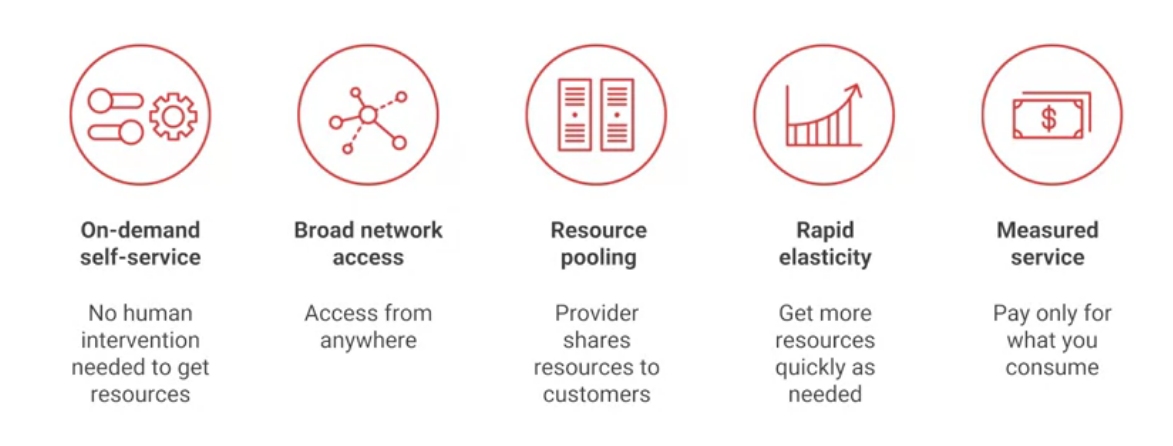 $
On-demand
self-service
No human
intervention
needed to get
resources
Broad network
access
Access from
anywhere
Resource
pooling
Provider
shares
resources to
customers
Rapid
elasticity
Get more
resources
quickly as
needed
Measured
service
Pay only for
what you
consume